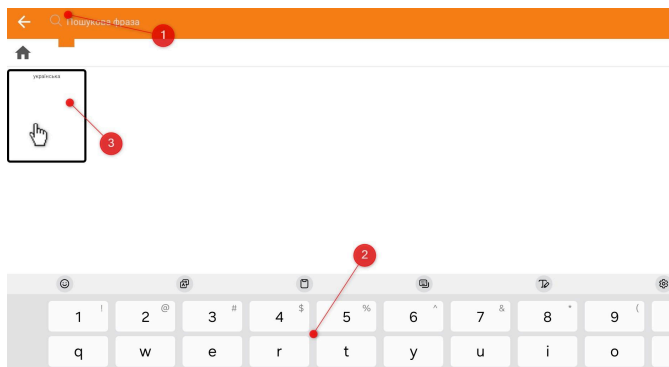 Пошукова фраза
1
українська
3
2
1 ! 2 @ 3 # 4 $ 5 % 6 ^ 7 & 8 * 9 (
q w e r t y u i o